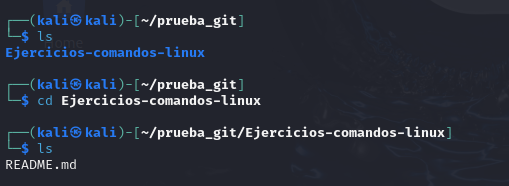 ┌──(kali㉿kali)-[~/prueba_git]
└─$ ls
Ejercicios-comandos-linux
┌──(kali㉿kali)-[~/prueba_git]
└─$ cd Ejercicios-comandos-linux
┌──(kali㉿kali)-[~/prueba_git/Ejercicios-comandos-linux]
└─$ ls
README.md